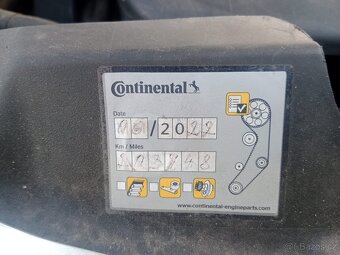 Continental
Date
/2022
Km / Miles
www.continental-engineparts.com